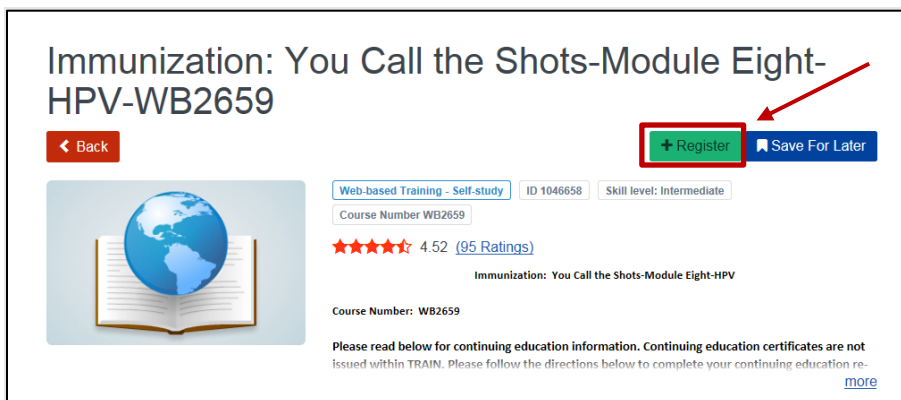 Immunization: You Call the Shots-Module Eight-
HPV-WB2659
Back
+ Register
Save For Later
Web-based Training - Self-study
ID 1046658
Skill level: Intermediate
Course Number WB2659
4.52 (95 Ratings)
Immunization: You Call the Shots-Module Eight-HPV
Course Number: WB2659
Please read below for continuing education information. Continuing education certificates are not
issued within TRAIN. Please follow the directions below to complete your continuing education re-
more